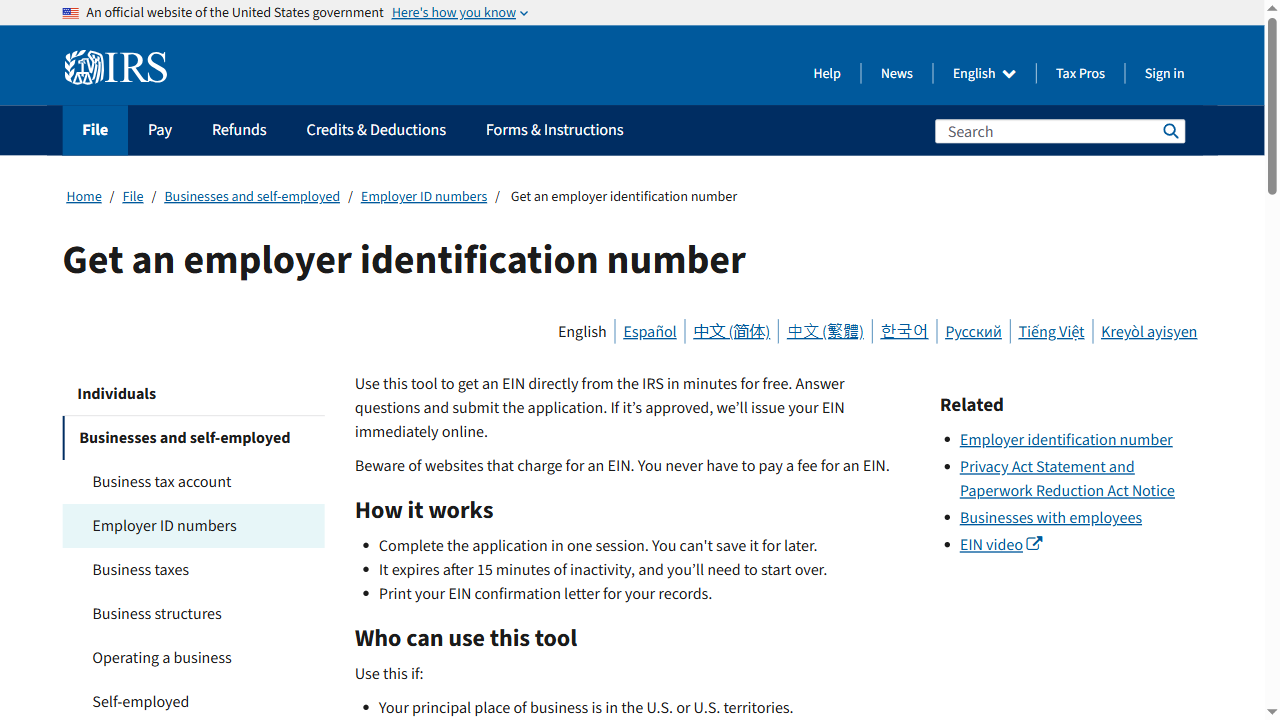 An official website of the United States government Here's how you know
IRS
Help News English Tax Pros Sign in
File Pay Refunds Credits & Deductions Forms & Instructions Search
Home / File / Businesses and self-employed / Employer ID numbers / Get an employer identification number
Get an employer identification number
English Español 中文 (简体) 中文 (繁體) 한국어 Русский Tiếng Việt Kreyòl ayisyen
Individuals
Businesses and self-employed
Business tax account
Employer ID numbers
Business taxes
Business structures
Operating a business
Self-employed
Use this tool to get an EIN directly from the IRS in minutes for free. Answer
questions and submit the application. If it’s approved, we’ll issue your EIN
immediately online.
Beware of websites that charge for an EIN. You never have to pay a fee for an EIN.
How it works
• Complete the application in one session. You can't save it for later.
• It expires after 15 minutes of inactivity, and you’ll need to start over.
• Print your EIN confirmation letter for your records.
Who can use this tool
Use this if:
• Your principal place of business is in the U.S. or U.S. territories.
Related
• Employer identification number
• Privacy Act Statement and
Paperwork Reduction Act Notice
• Businesses with employees
• EIN video